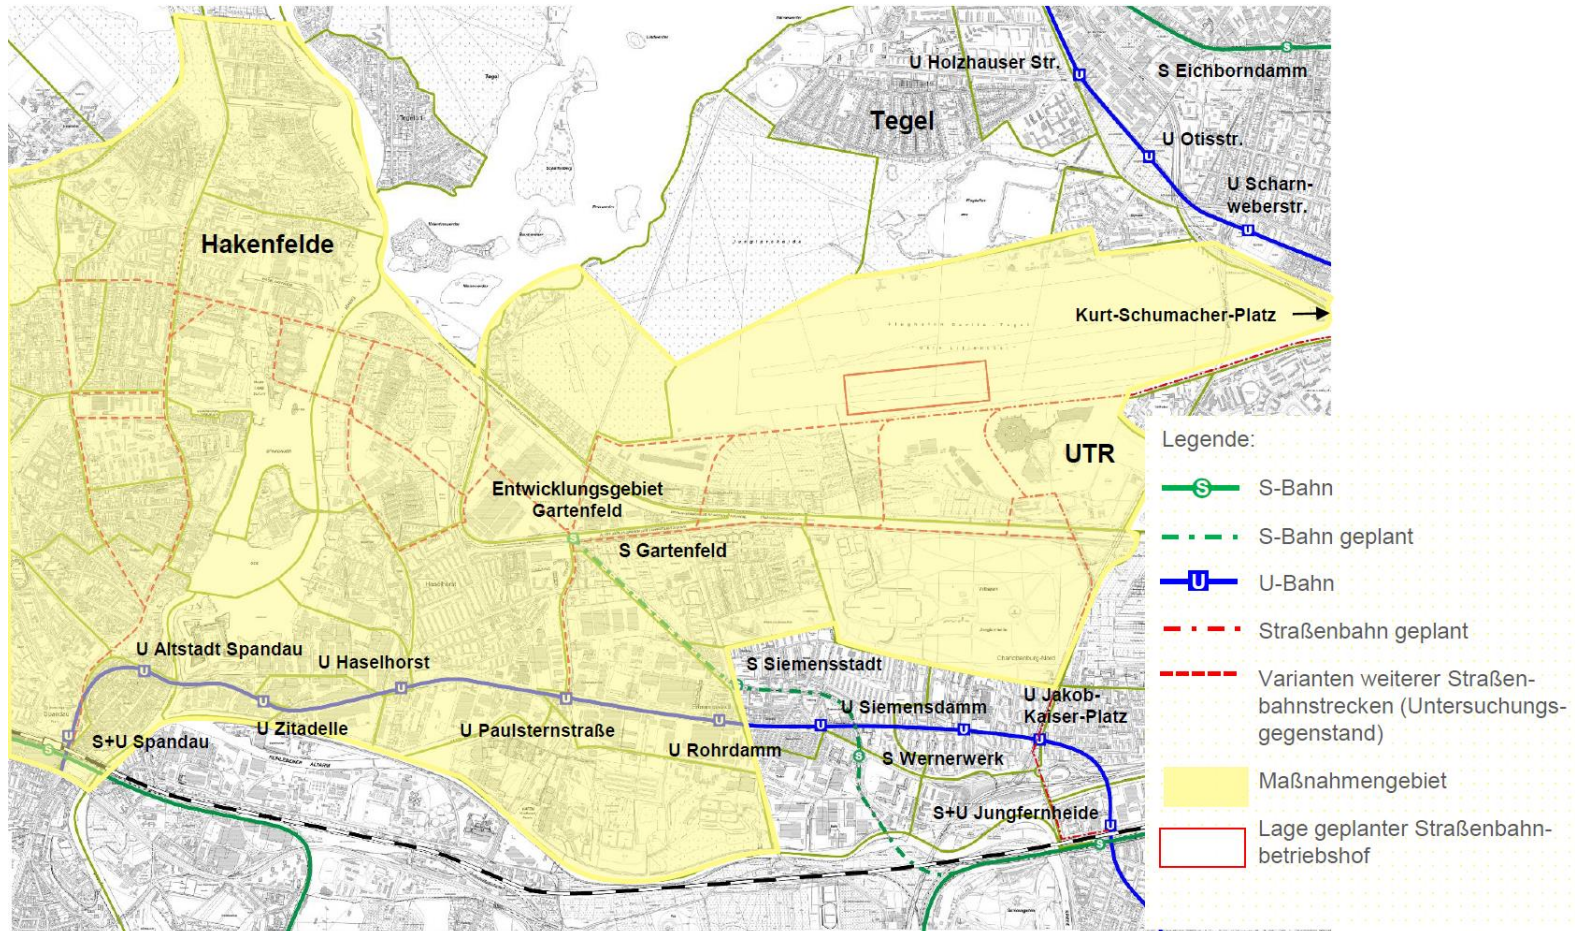 U Holzhauser Str.
S Eichborndamm
Tegel
U Otisstr.
U Scharn-
weberstr.
Hakenfelde
Kurt-Schumacher-Platz
UTR
Entwicklungsgebiet
Gartenfeld
S Gartenfeld
U Altstadt Spandau
U Haselhorst
S Siemensstadt
U Zitadelle
S+U Spandau
U Paulsternstraße
U Rohrdamm
U Siemensdamm
U Jakob-
Kaiser-Platz
S Wernerwerk
S+U Jungfernheide
Legende:
S S-Bahn
S-Bahn geplant
U U-Bahn
Straßenbahn geplant
Varianten weiterer Straßen-
bahnstrecken (Untersuchungs-
gegenstand)
Maßnahmengebiet
Lage geplanter Straßenbahn-
betriebshof